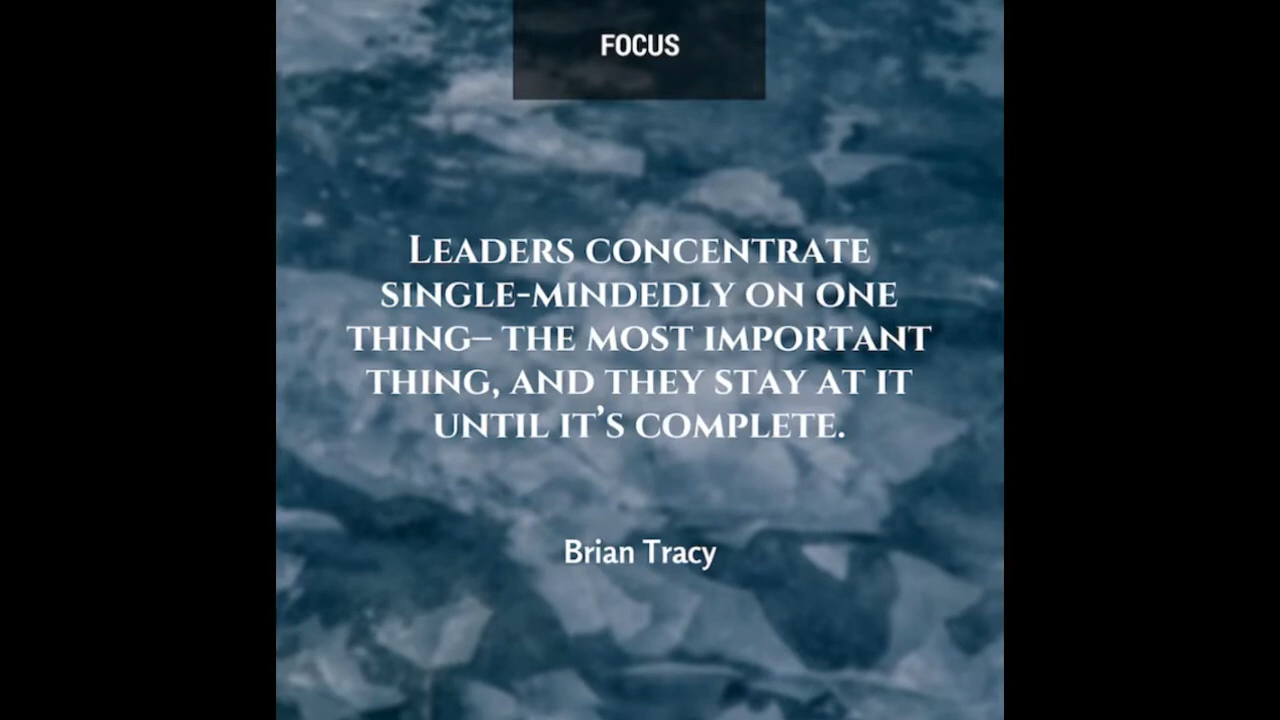 FOCUS
Leaders concentrate
single-mindedly on one
thing– the most important
thing, and they stay at it
until it’s complete.
Brian Tracy